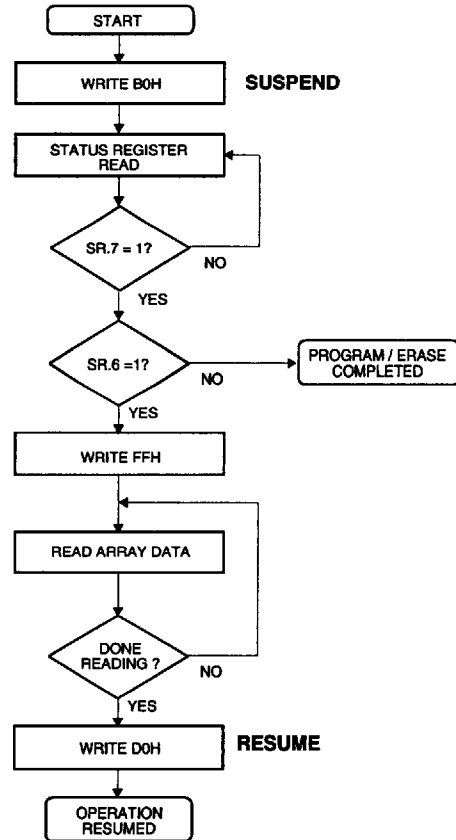 START
WRITE B0H
SUSPEND
STATUS REGISTER
READ
SR.7 = 1?
NO
YES
SR.6 =1?
NO
PROGRAM / ERASE
COMPLETED
YES
WRITE FFH
READ ARRAY DATA
DONE
READING ?
NO
YES
WRITE D0H
RESUME
OPERATION
RESUMED